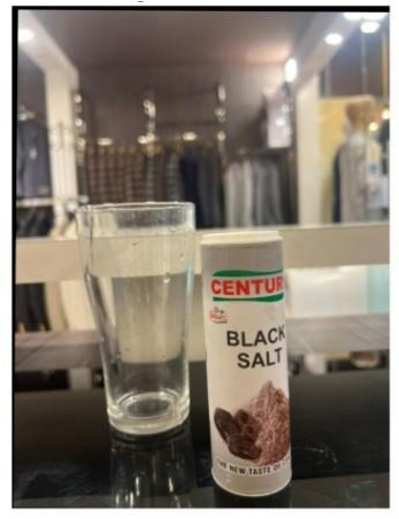 CENTUR
BLACK
SALT
THE NEW TASTE OF